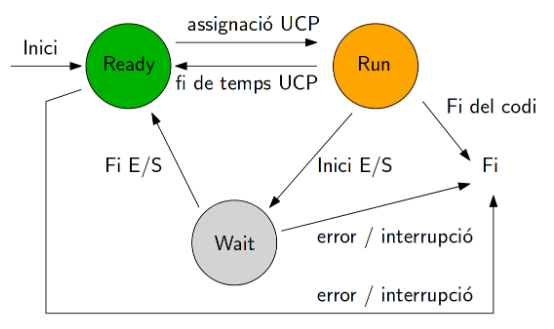 assignació UCP
Inici
Ready
Run
fi de temps UCP
Fi del codi
Fi E/S
Inici E/S
Fi
Wait
error / interrupció
error / interrupció